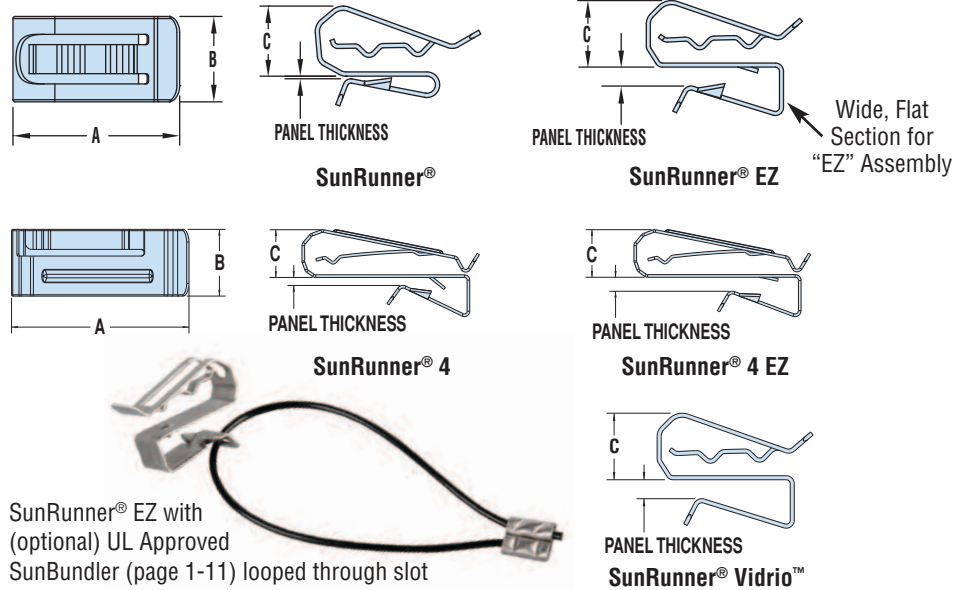 A
B
C
PANEL THICKNESS
SunRunner®
C
PANEL THICKNESS
Wide, Flat
Section for
“EZ” Assembly
SunRunner® EZ
A
B
C
PANEL THICKNESS
SunRunner® 4
C
PANEL THICKNESS
SunRunner® 4 EZ
SunRunner® EZ with
(optional) UL Approved
SunBundler (page 1-11) looped through slot
C
PANEL THICKNESS
SunRunner® Vidrio™